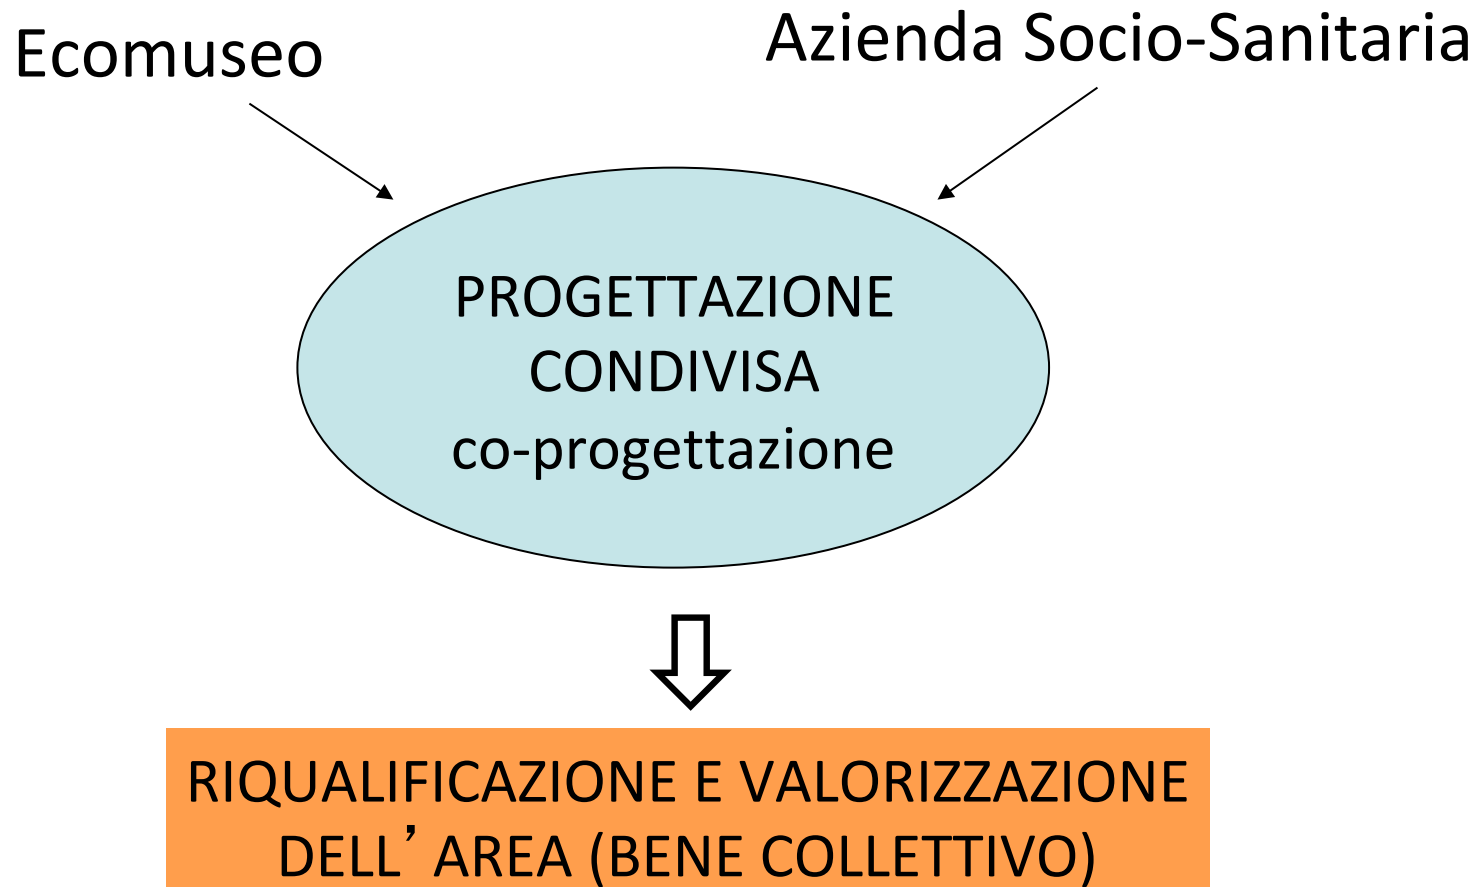 Ecomuseo
Azienda Socio-Sanitaria
PROGETTAZIONE
CONDIVISA
co-progettazione
RIQUALIFICAZIONE E VALORIZZAZIONE
DELL’AREA (BENE COLLETTIVO)